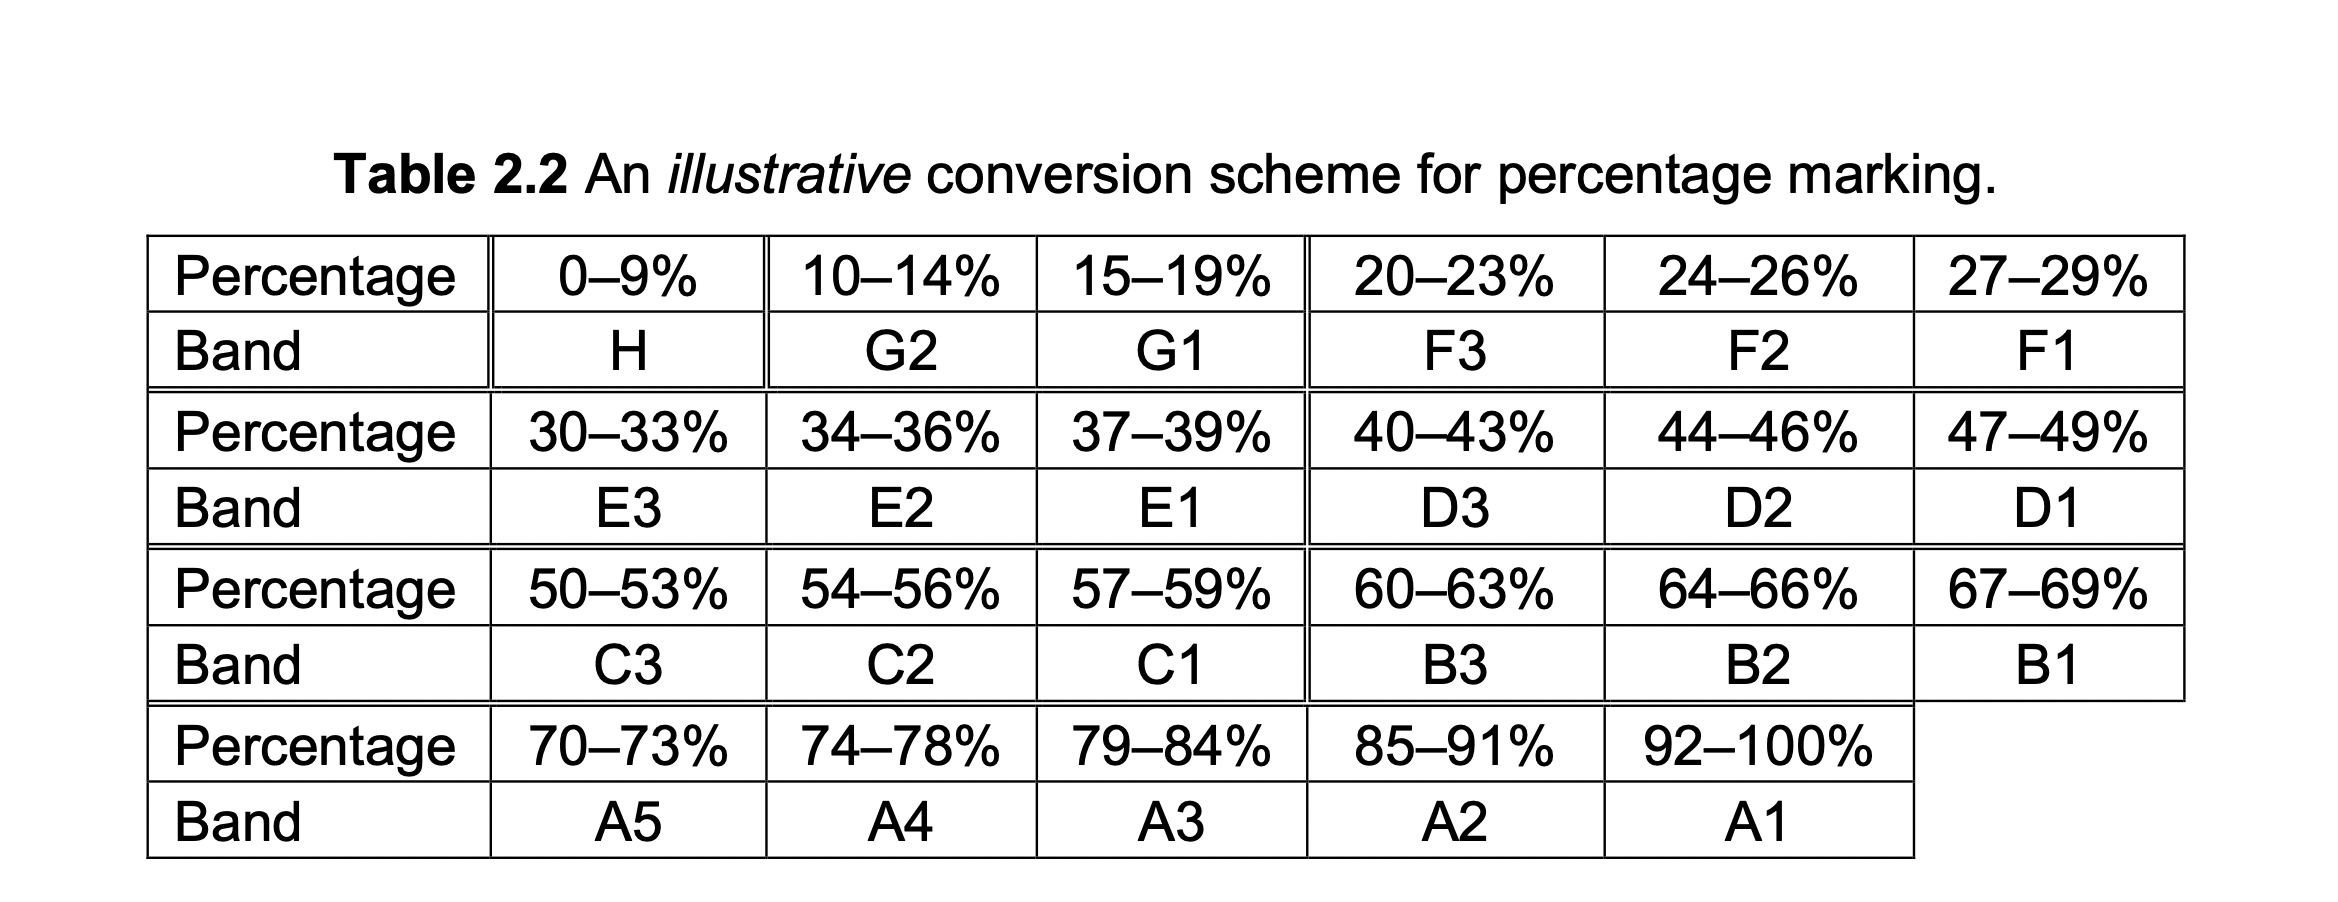 Table 2.2 An illustrative conversion scheme for percentage marking.
Percentage 0–9% 10–14% 15–19% 20–23% 24–26% 27–29%
Band H G2 G1 F3 F2 F1
Percentage 30–33% 34–36% 37–39% 40–43% 44–46% 47–49%
Band E3 E2 E1 D3 D2 D1
Percentage 50–53% 54–56% 57–59% 60–63% 64–66% 67–69%
Band C3 C2 C1 B3 B2 B1
Percentage 70–73% 74–78% 79–84% 85–91% 92–100%
Band A5 A4 A3 A2 A1